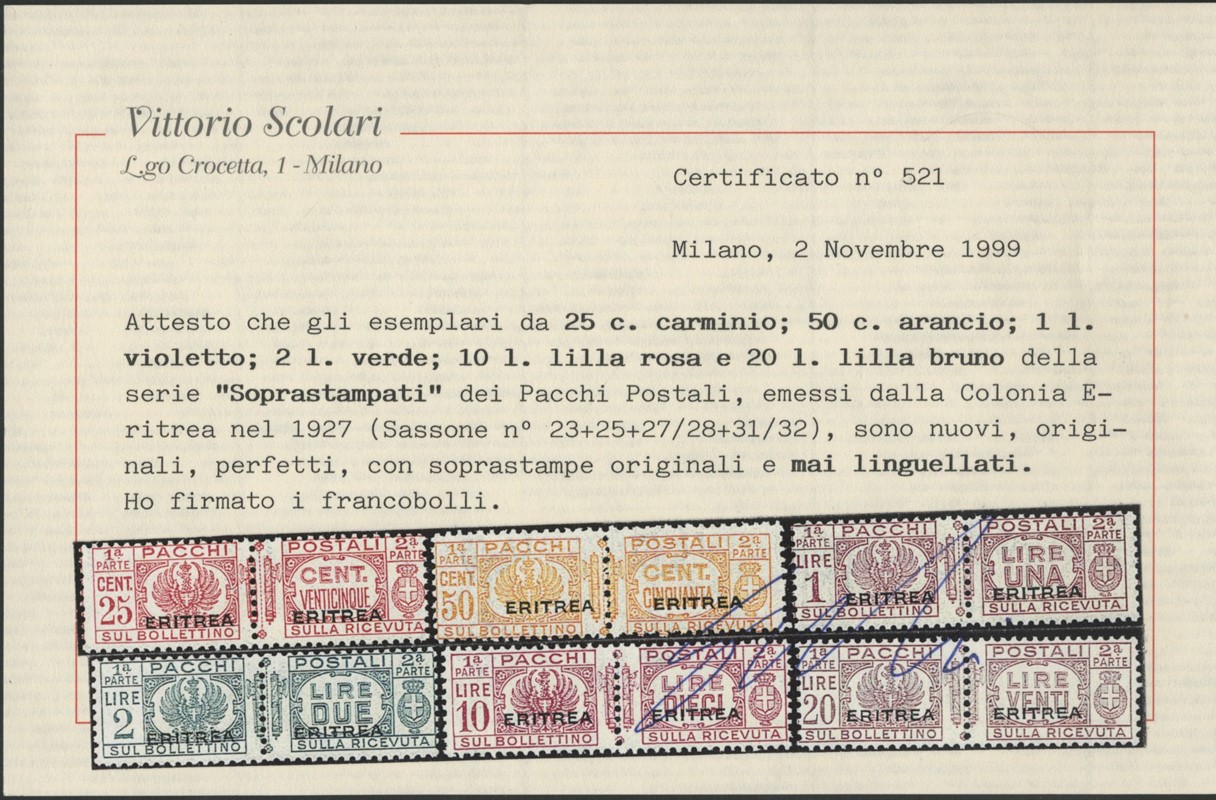 Vittorio Scolari
L.go Crocetta, 1 - Milano
Certificato nº 521
Milano, 2 Novembre 1999
Attesto che gli esemplari da 25 c. carminio; 50 c. arancio; 1 l.
violetto; 2 l. verde; 10 l. lilla rosa e 20 l. lilla bruno della
serie "Soprastampati" dei Pacchi Postali, emessi dalla Colonia E-
ritrea nel 1927 (Sassone nº 23+25+27/28+31/32), sono nuovi, origi-
nali, perfetti, con soprastampe originali e mai linguellati.
Ho firmato i francobolli.
1ª PARTE PACCHI POSTALI 2ª PARTE
CENT. 25 CENT. VENTICINQUE
ERITREA ERITREA
SUL BOLLETTINO SULLA RICEVUTA
1ª PARTE PACCHI POSTALI 2ª PARTE
CENT. 50 CENT. CINQUANTA
ERITREA ERITREA
SUL BOLLETTINO SULLA RICEVUTA
1ª PARTE PACCHI POSTALI 2ª PARTE
LIRE 1 LIRE UNA
ERITREA ERITREA
SUL BOLLETTINO SULLA RICEVUTA
1ª PARTE PACCHI POSTALI 2ª PARTE
LIRE 2 LIRE DUE
ERITREA ERITREA
SUL BOLLETTINO SULLA RICEVUTA
1ª PARTE PACCHI POSTALI 2ª PARTE
LIRE 10 LIRE DIECI
ERITREA ERITREA
SUL BOLLETTINO SULLA RICEVUTA
1ª PARTE PACCHI POSTALI 2ª PARTE
LIRE 20 LIRE VENTI
ERITREA ERITREA
SUL BOLLETTINO SULLA RICEVUTA